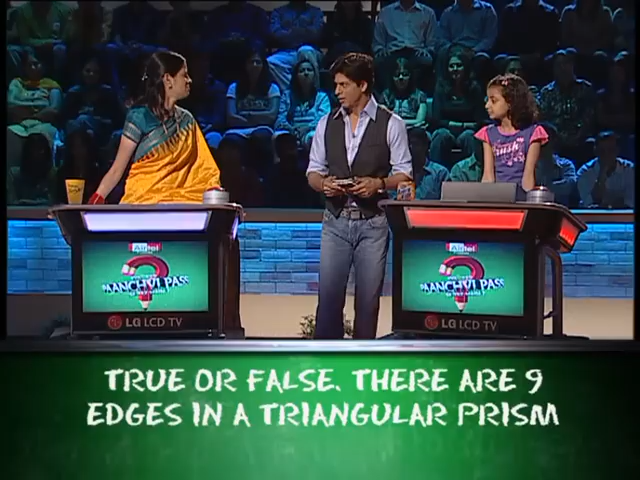 Airtel
PAANCHVI PASS
LG LCD TV
Airtel
PAANCHVI PASS
LG LCD TV
TRUE OR FALSE. THERE ARE 9
EDGES IN A TRIANGULAR PRISM